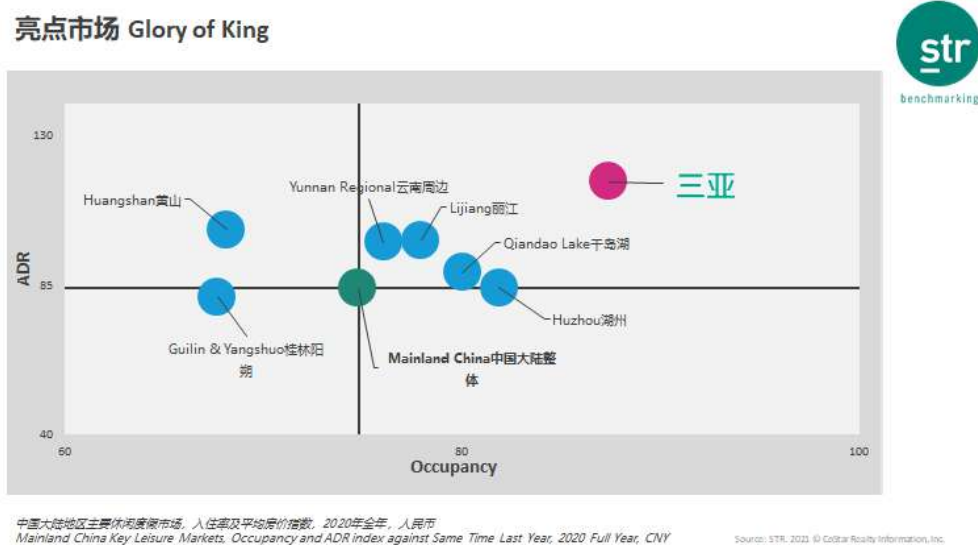 亮点市场 Glory of King
str
benchmarking
130
三亚
Yunnan Regional云南周边
Huangshan黄山
Lijiang丽江
Qiandao Lake千岛湖
ADR
85
Huzhou湖州
Guilin & Yangshuo桂林阳
朔
Mainland China中国大陆整
体
40
60
80
100
Occupancy
中国大陆地区主要休闲度假市场，入住率及平均房价指数，2020年全年，人民币
Mainland China Key Leisure Markets, Occupancy and ADR index against Same Time Last Year, 2020 Full Year, CNY
Source: STR. 2021 © CoStar Realty Information, Inc.